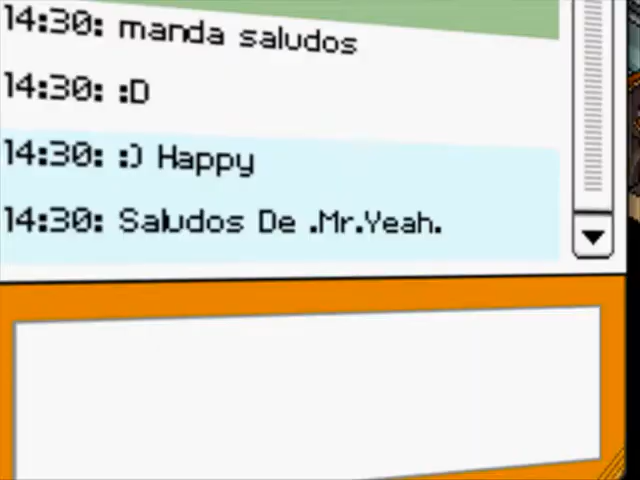 14:30: manda saludos
14:30: :D
14:30: :) Happy
14:30: Saludos De .Mr.Yeah.